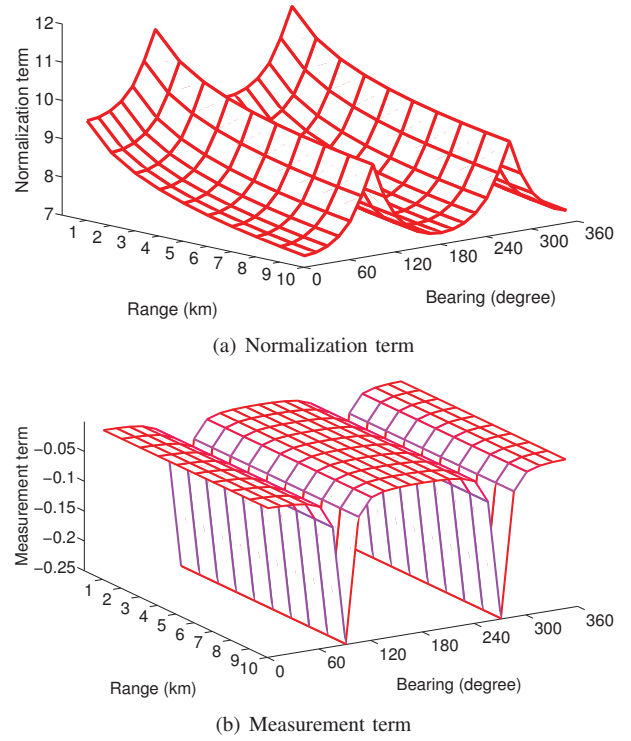 12
11
10
9
8
7
Normalization term
1 2 3 4 5 6 7 8 9 10
0 60 120 180 240 300 360
Range (km)
Bearing (degree)
(a) Normalization term
−0.05
−0.1
−0.15
−0.2
−0.25
Measurement term
1 2 3 4 5 6 7 8 9 10
0 60 120 180 240 300 360
Range (km)
Bearing (degree)
(b) Measurement term